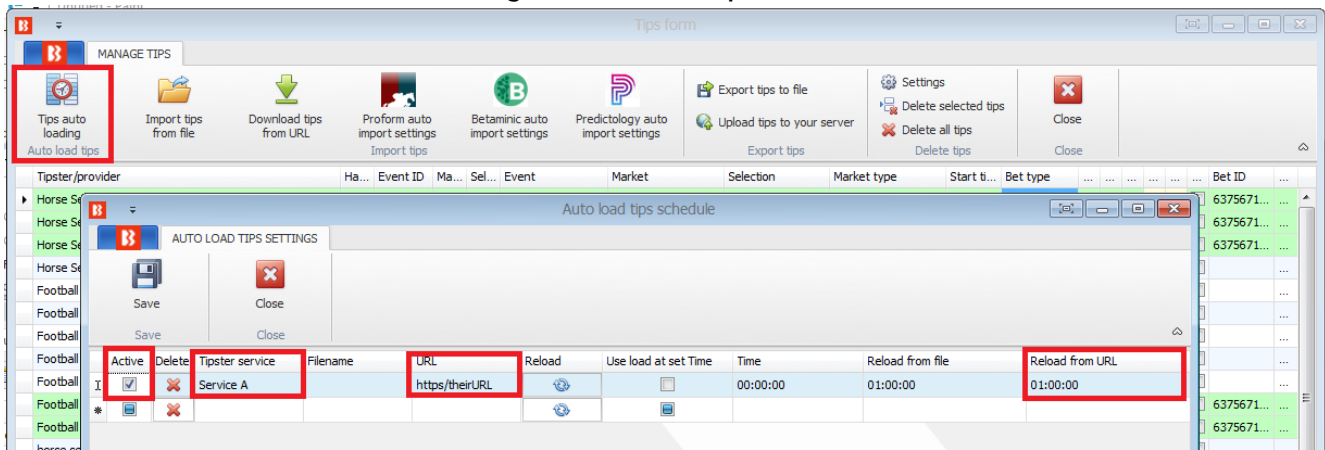 Tips form
MANAGE TIPS
Tips auto loading
Import tips from file
Download tips from URL
Proform auto import settings
Betaminic auto import settings
Predictology auto import settings
Export tips to file
Upload tips to your server
Settings
Delete selected tips
Delete all tips
Close
Auto load tips
Import tips
Export tips
Delete tips
Close
Tipster/provider Ha... Event ID Ma... Sel... Event Market Selection Market type Start ti... Bet type ... ... ... ... ... Bet ID ...
Horse Se 6375671... ...
Horse Se 6375671... ...
Horse Se 6375671... ...
Horse Se ...
Football ...
Football ...
Football ...
Football ...
Football ...
Football 6375671... ...
Football 6375671... ...
Auto load tips schedule
AUTO LOAD TIPS SETTINGS
Save Close
Save Close
Active Delete Tipster service Filename URL Reload Use load at set Time Time Reload from file Reload from URL
Service A https/theirURL 00:00:00 01:00:00 01:00:00